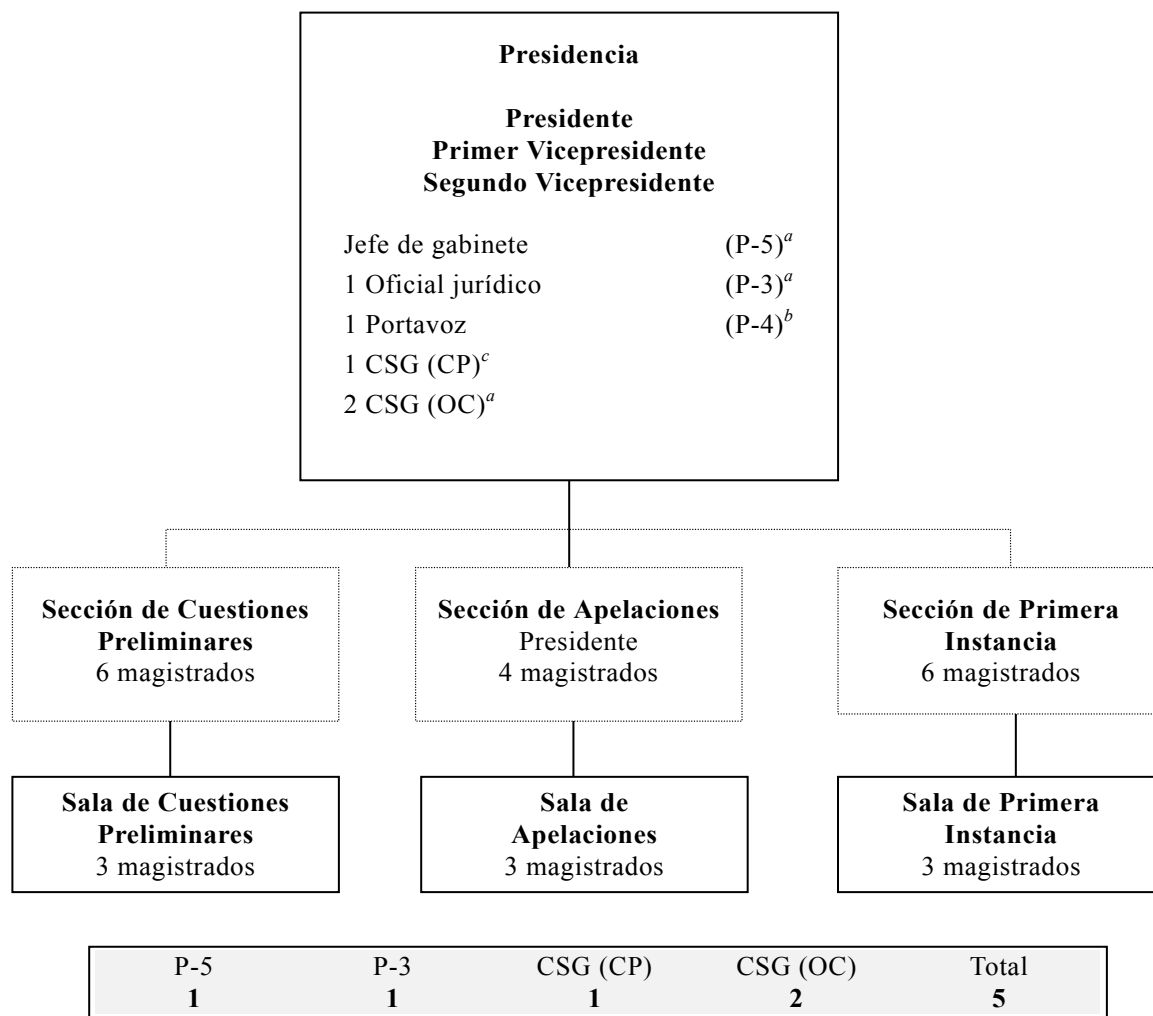 Presidencia
Presidente
Primer Vicepresidente
Segundo Vicepresidente
Jefe de gabinete (P-5)a
1 Oficial jurídico (P-3)a
1 Portavoz (P-4)b
1 CSG (CP)c
2 CSG (OC)a
Sección de Cuestiones
Preliminares
6 magistrados
Sección de Apelaciones
Presidente
4 magistrados
Sección de Primera
Instancia
6 magistrados
Sala de Cuestiones
Preliminares
3 magistrados
Sala de
Apelaciones
3 magistrados
Sala de Primera
Instancia
3 magistrados
P-5 P-3 CSG (CP) CSG (OC) Total
1 1 1 2 5